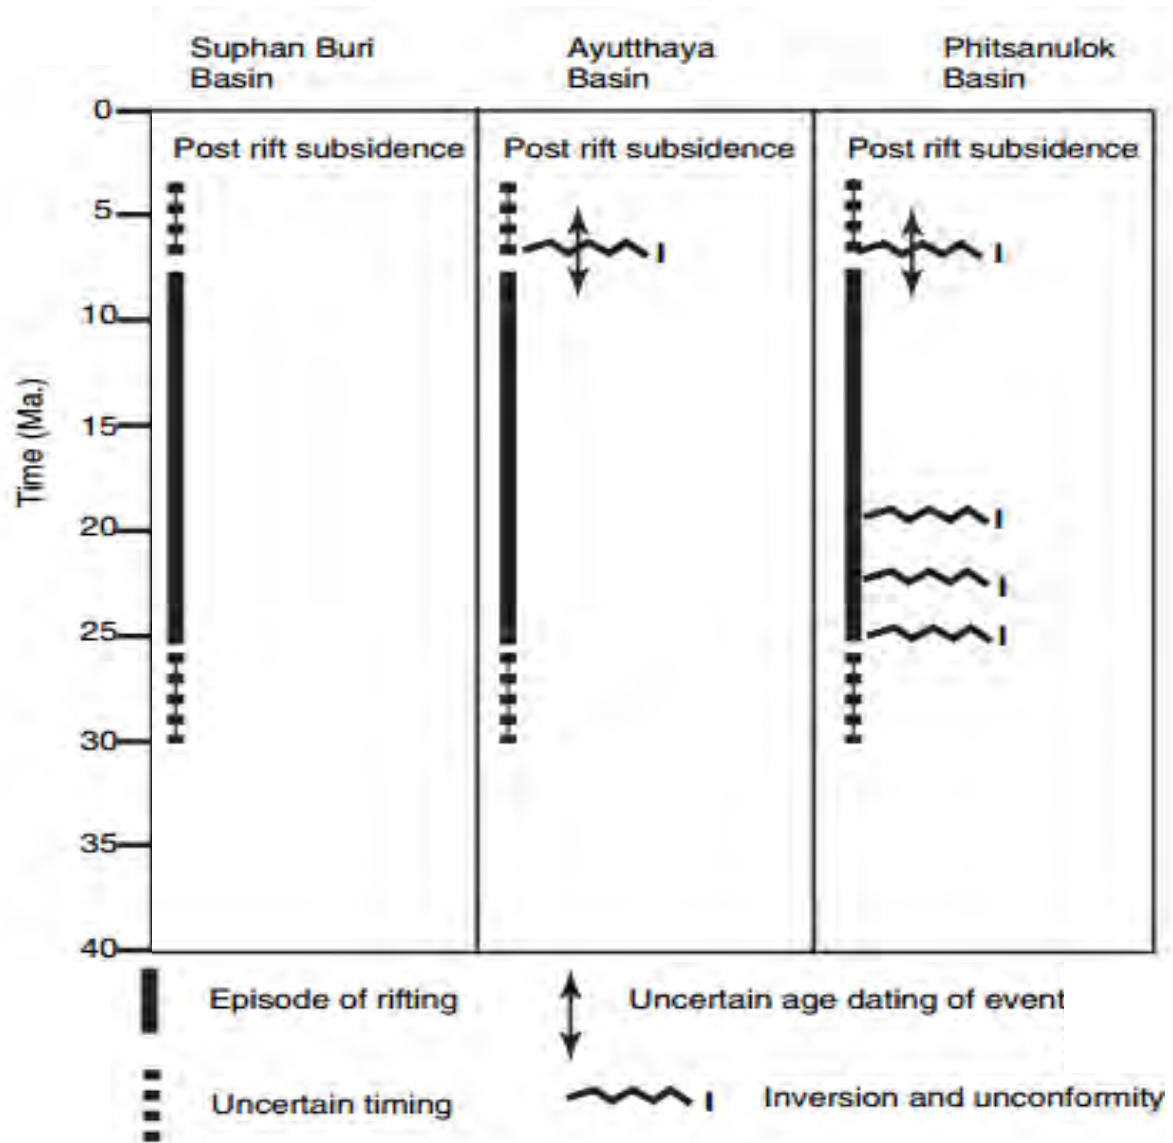 Suphan Buri
Basin
Ayutthaya
Basin
Phitsanulok
Basin
0
Post rift subsidence
Post rift subsidence
Post rift subsidence
5
I
I
10
Time (Ma.)
15
20
I
I
25
I
30
35
40
Episode of rifting
Uncertain age dating of event
Uncertain timing
I
Inversion and unconformity